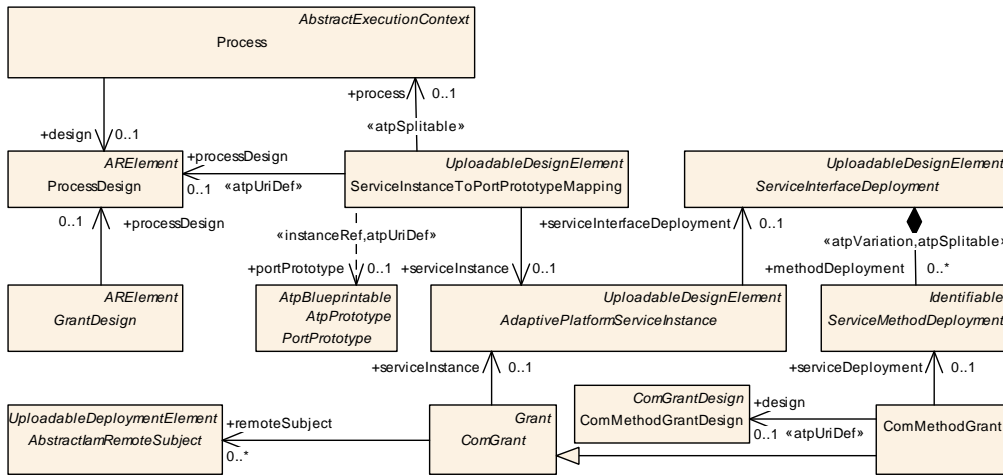 AbstractExecutionContext
Process
+process
0..1
«atpSplitable»
+design
0..1
ARElement
ProcessDesign
+processDesign
0..1
«atpUriDef»
UploadableDesignElement
ServiceInstanceToPortPrototypeMapping
UploadableDesignElement
ServiceInterfaceDeployment
0..1
+processDesign
«instanceRef,atpUriDef»
+portPrototype
0..1
+serviceInstance
0..1
+serviceInterfaceDeployment
0..1
«atpVariation,atpSplitable»
+methodDeployment
0..*
ARElement
GrantDesign
AtpBlueprintable
AtpPrototype
PortPrototype
UploadableDesignElement
AdaptivePlatformServiceInstance
Identifiable
ServiceMethodDeployment
+serviceInstance
0..1
+serviceDeployment
0..1
UploadableDeploymentElement
AbstractIamRemoteSubject
+remoteSubject
0..*
Grant
ComGrant
ComGrantDesign
ComMethodGrantDesign
+design
0..1
«atpUriDef»
ComMethodGrant